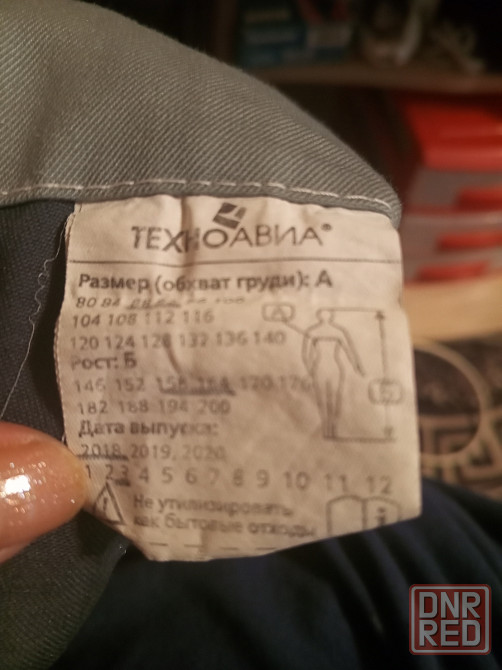 ТЕХНОАВИА®
Размер (обхват груди): А
80 84
104 108 112 116
120 124 128 132 136 140
Рост: Б
146 152 158 164 170 176
182 188 194 200
Дата выпуска:
2018, 2019, 2020
1 2 3 4 5 6 7 8 9 10 11 12
Не утилизировать
как бытовые отходы
А
Б
i
DNR
RED